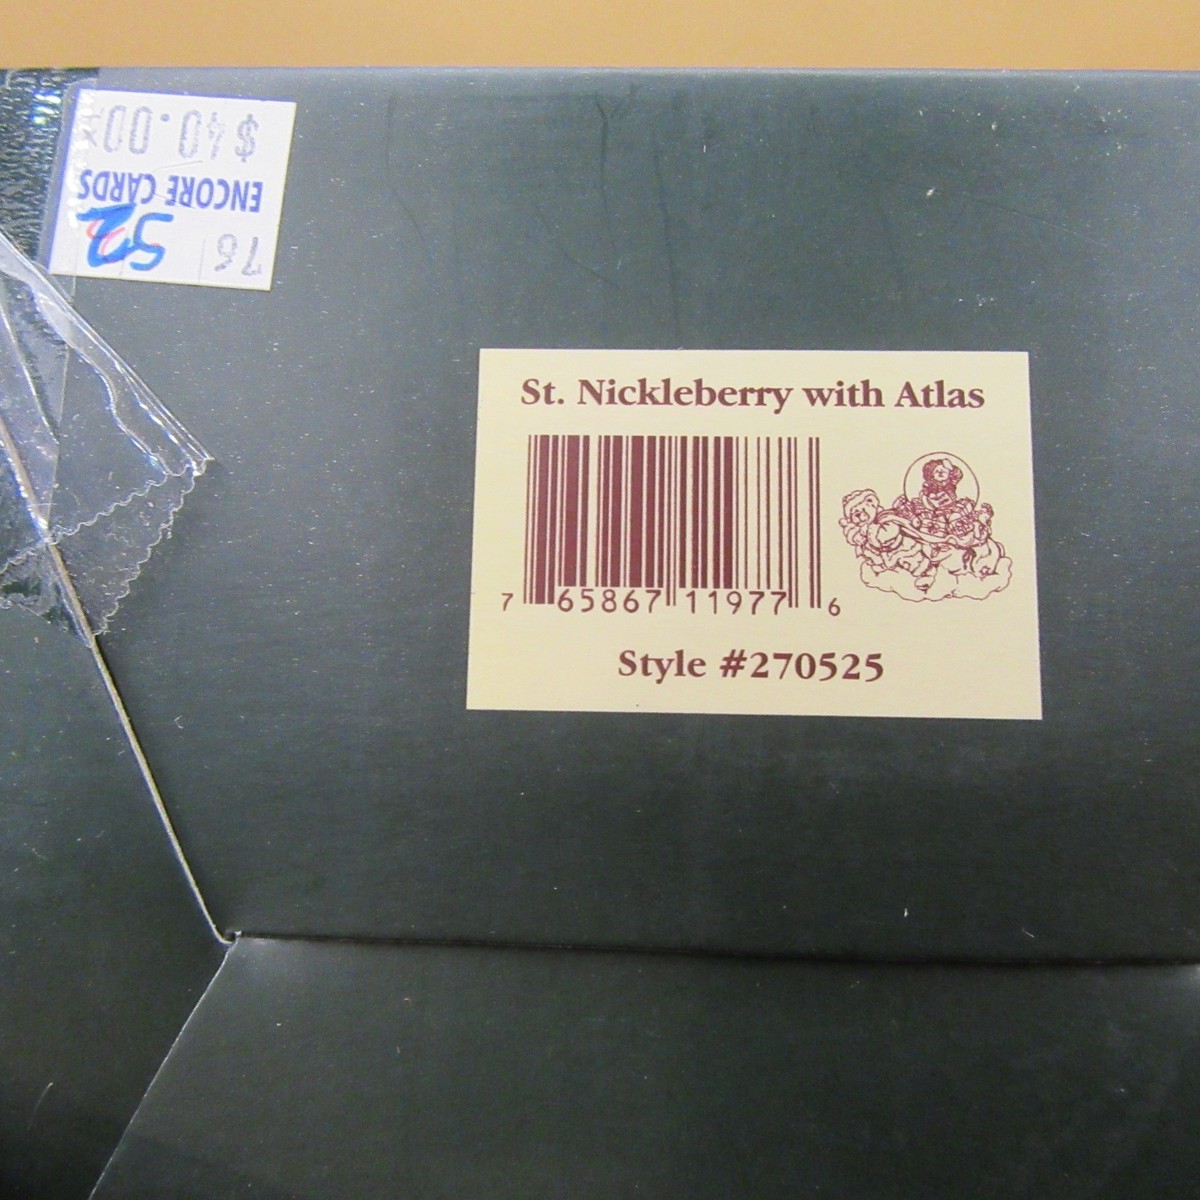 $40.00
ENCORE CARDS
76
52
St. Nickleberry with Atlas
7 65867 11977 6
Style #270525